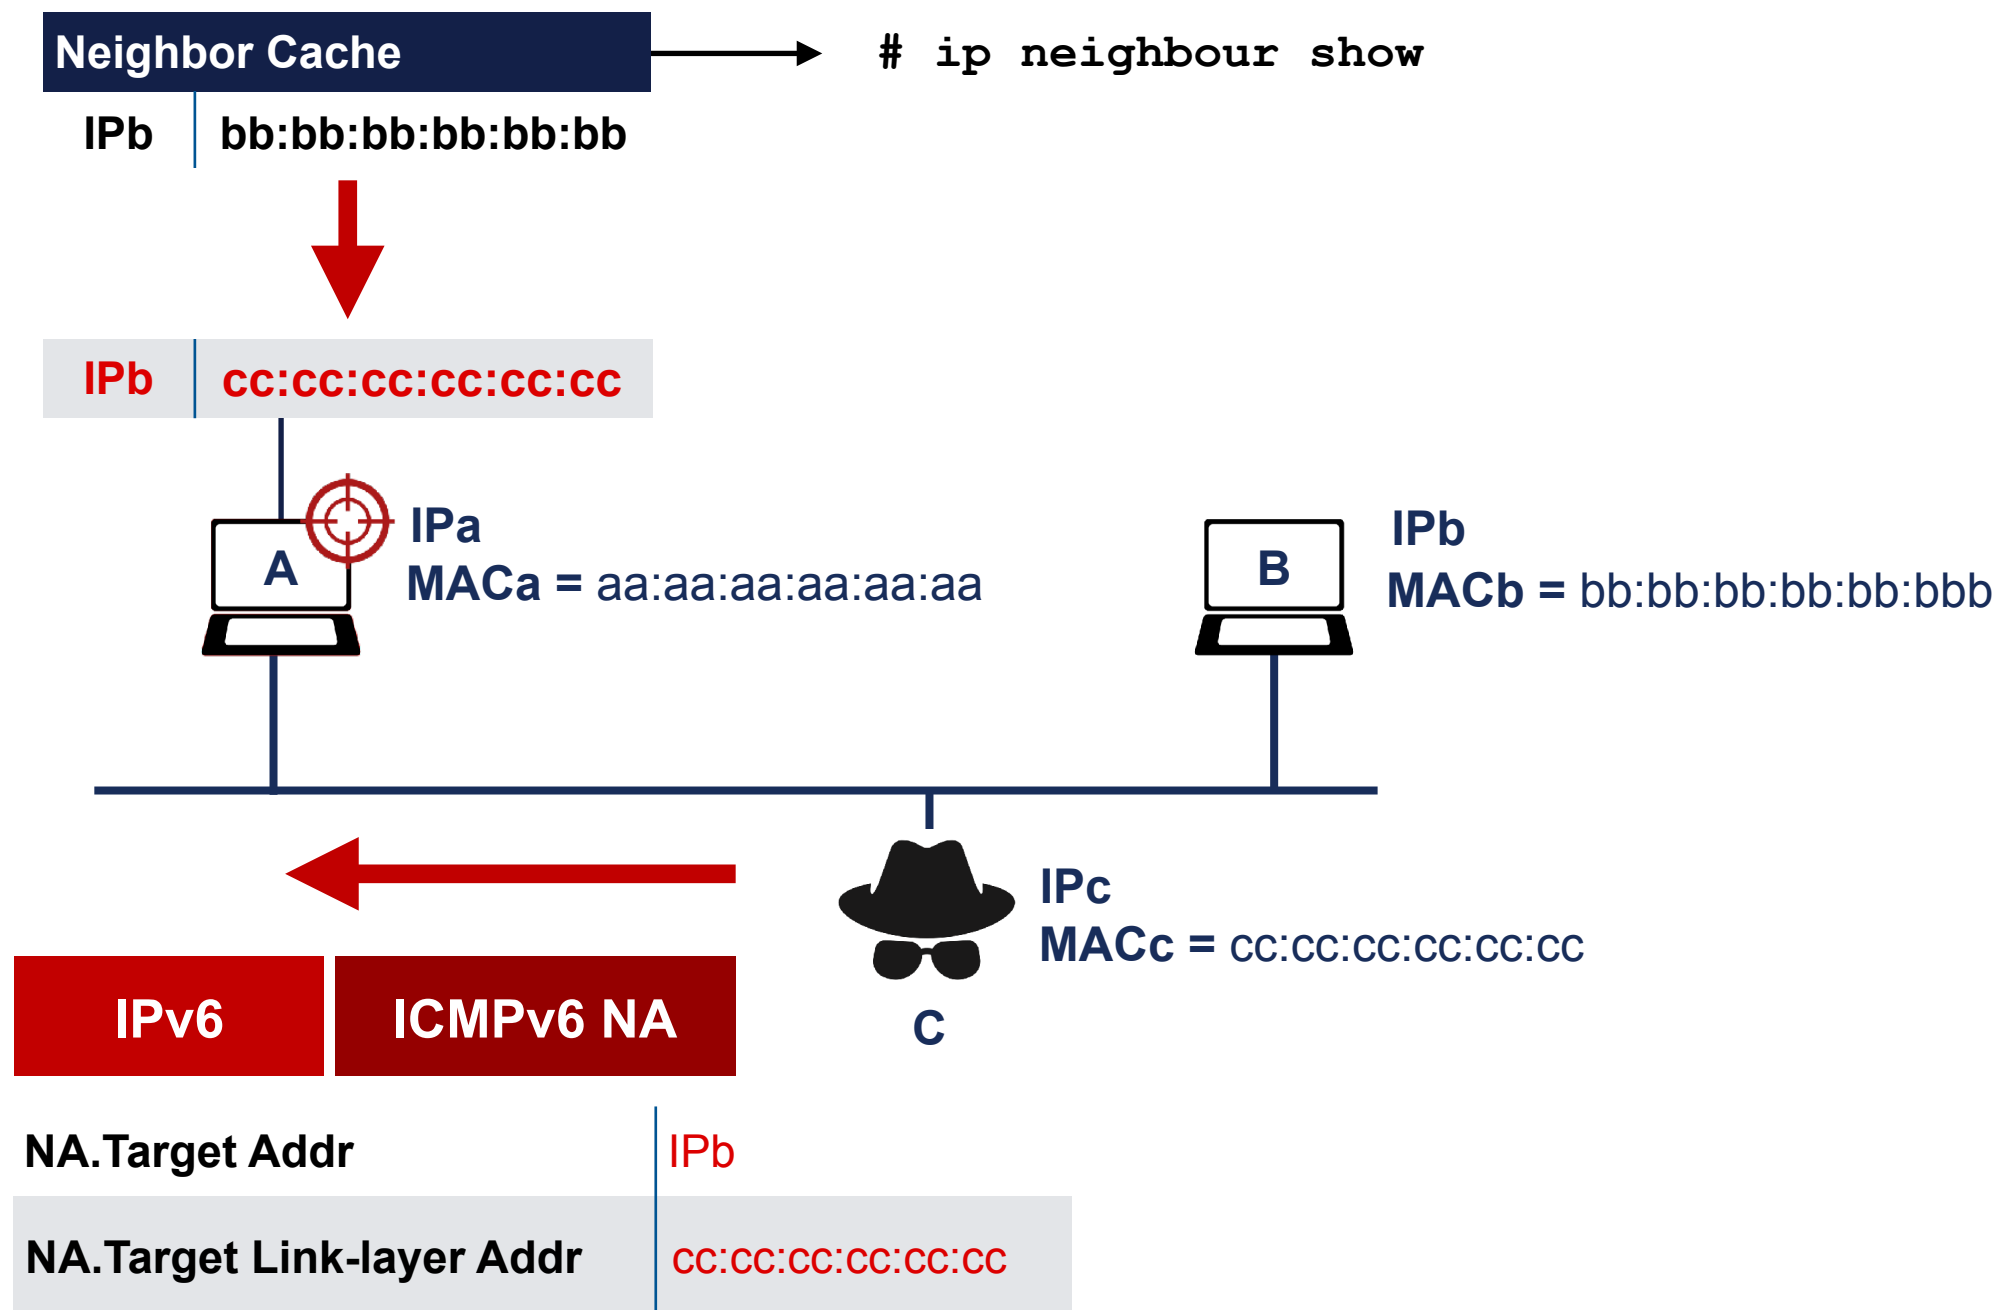 Neighbor Cache
# ip neighbour show
IPb bb:bb:bb:bb:bb:bb
IPb cc:cc:cc:cc:cc:cc
A
IPa
MACa = aa:aa:aa:aa:aa:aa
B
IPb
MACb = bb:bb:bb:bb:bb:bbb
IPc
MACc = cc:cc:cc:cc:cc:cc
C
IPv6
ICMPv6 NA
NA.Target Addr IPb
NA.Target Link-layer Addr cc:cc:cc:cc:cc:cc